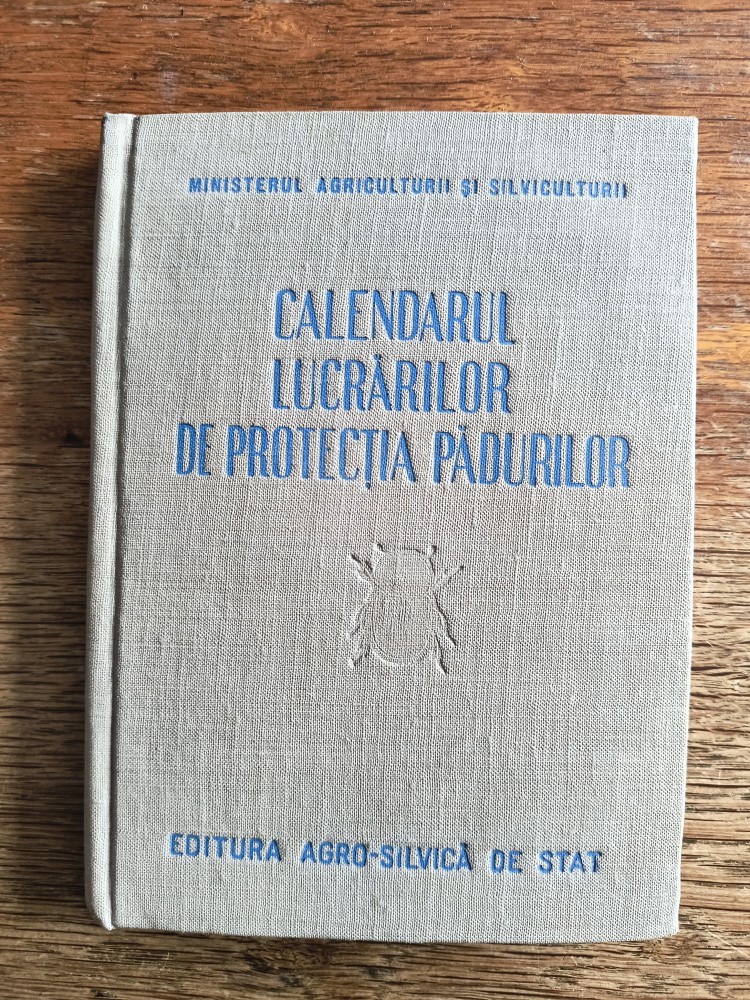 MINISTERUL AGRICULTURII ȘI SILVICULTURII
CALENDARUL
LUCRĂRILOR
DE PROTECȚIA PĂDURILOR
EDITURA AGRO-SILVICĂ DE STAT